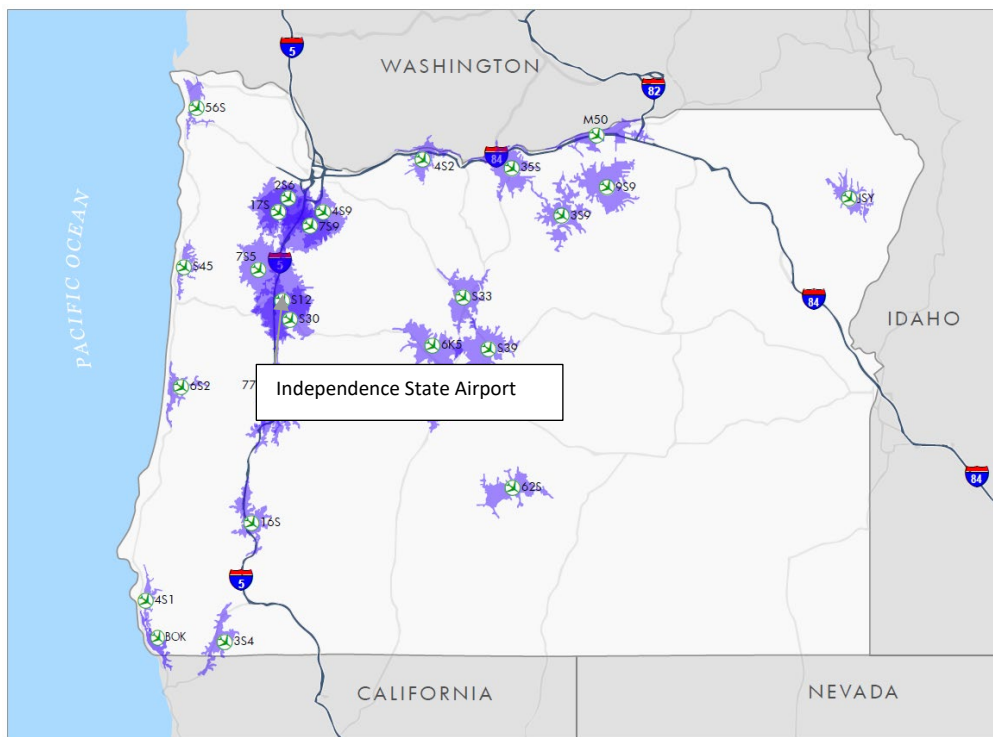 5
WASHINGTON
82
56S
M50
84
4S2
35S
2S6
9S9
17S
4S9
3S9
JSY
7S9
PACIFIC OCEAN
S45
7S5
5
S12
S33
84
S30
IDAHO
6K5
S39
6S2
77
Independence State Airport
84
62S
16S
5
4S1
BOK
3S4
CALIFORNIA
NEVADA